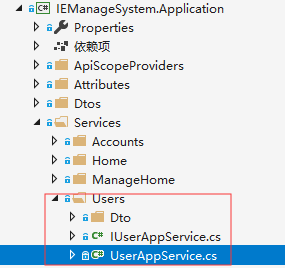 IEManageSystem.Application
Properties
依赖项
ApiScopeProviders
Attributes
Dtos
Services
Accounts
Home
ManageHome
Users
Dto
IUserAppService.cs
UserAppService.cs